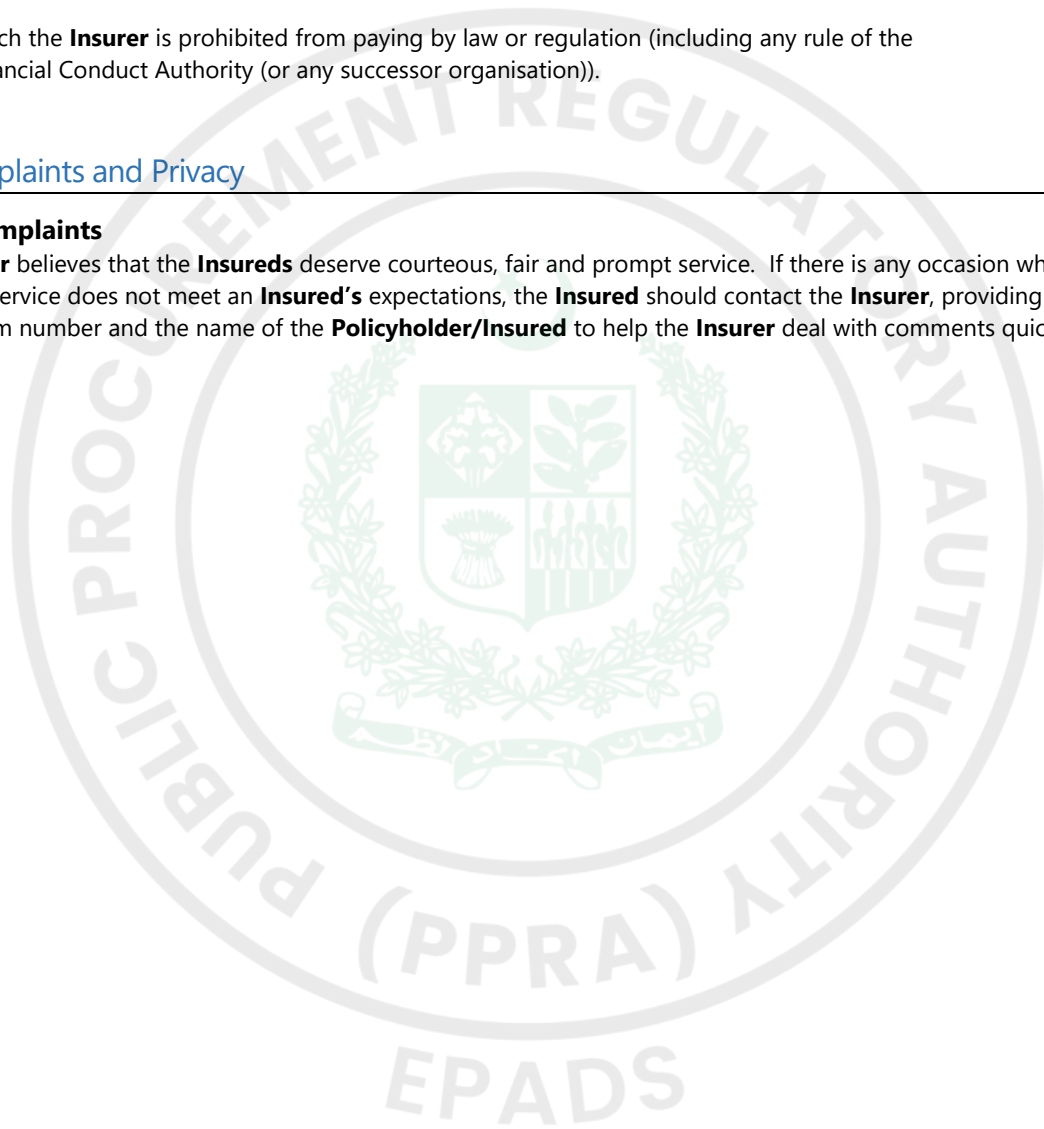 ch the Insurer is prohibited from paying by law or regulation (including any rule of the
ancial Conduct Authority (or any successor organisation)).
plaints and Privacy
mplaints
r believes that the Insureds deserve courteous, fair and prompt service. If there is any occasion wh
service does not meet an Insured’s expectations, the Insured should contact the Insurer, providing
m number and the name of the Policyholder/Insured to help the Insurer deal with comments quic
PUBLIC PROCUREMENT REGULATORY AUTHORITY
(PPRA)
EPADS